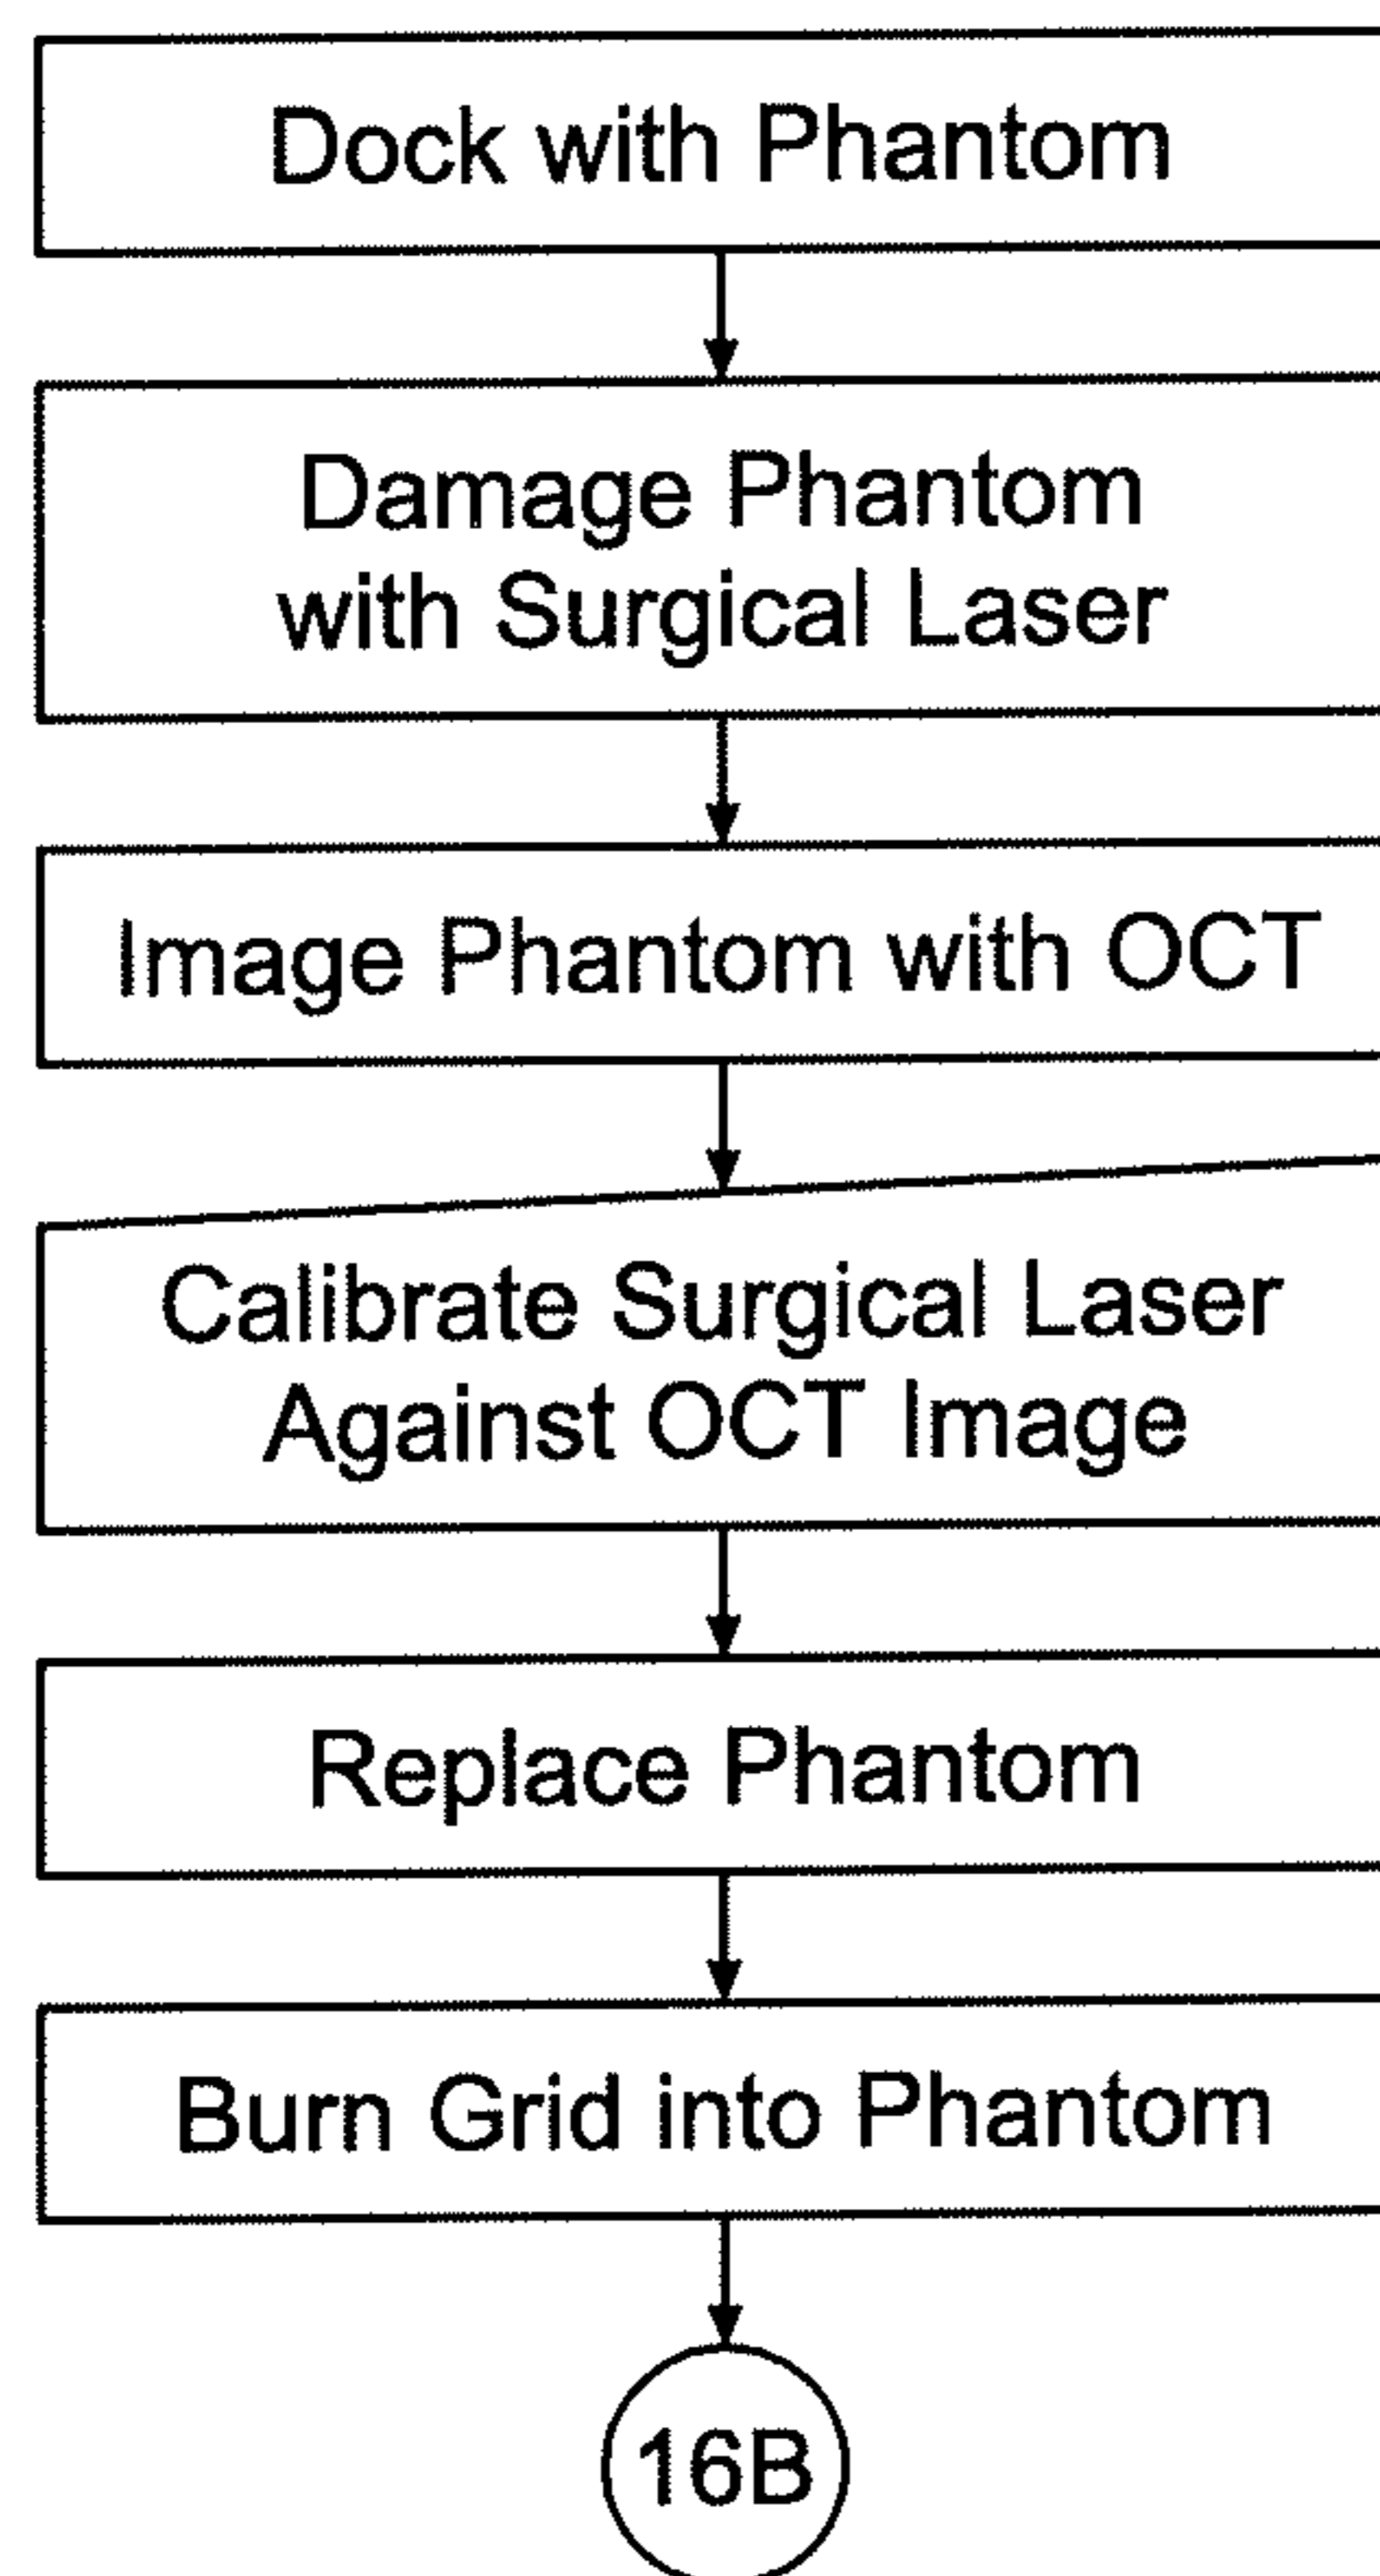 Dock with Phantom
Damage Phantom
with Surgical Laser
Image Phantom with OCT
Calibrate Surgical Laser
Against OCT Image
Replace Phantom
Burn Grid into Phantom
16B